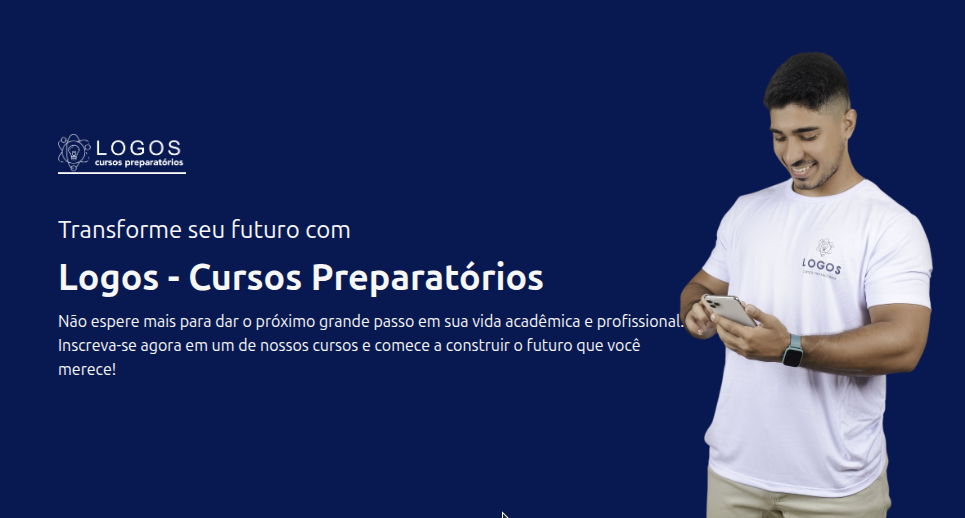 LOGOS
cursos preparatórios
Transforme seu futuro com
Logos - Cursos Preparatórios
Não espere mais para dar o próximo grande passo em sua vida acadêmica e profissional.
Inscreva-se agora em um de nossos cursos e comece a construir o futuro que você
merece!
LOGOS